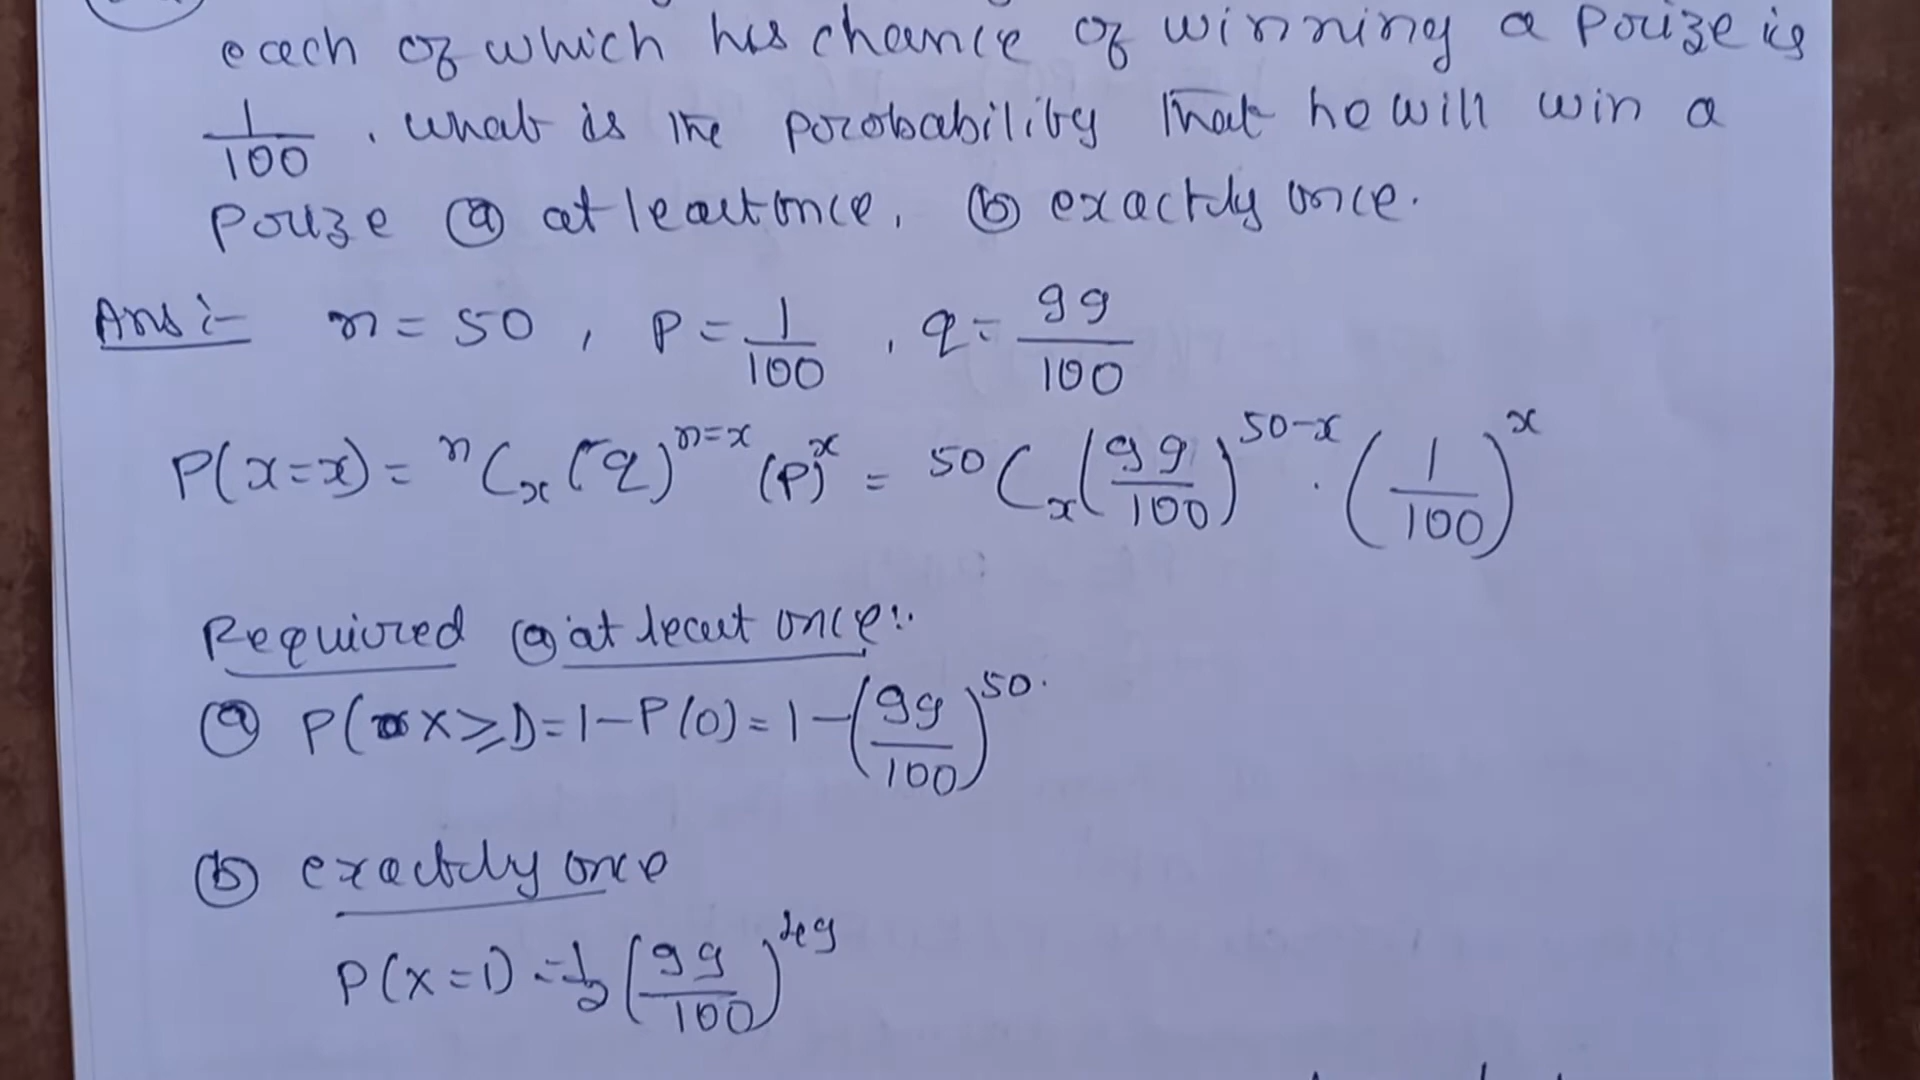 each of which his chance of winning a prize is
1/100 . what is the probability that he will win a
prize (a) at least once. (b) exactly once.
Ans :- n = 50 , P = 1/100 , q = 99/100
P(x=x) = ⁿCₓ (q)ⁿ⁼ˣ (P)ˣ = ⁵⁰Cₓ (99/100)⁵⁰⁻ˣ . (1/100)ˣ
Required (a) at least once :.
(a) P(X≥1) = 1-P(0) = 1-(99/100)⁵⁰.
(b) exactly once
P(X=1) = 1/2 (99/100)⁴⁹